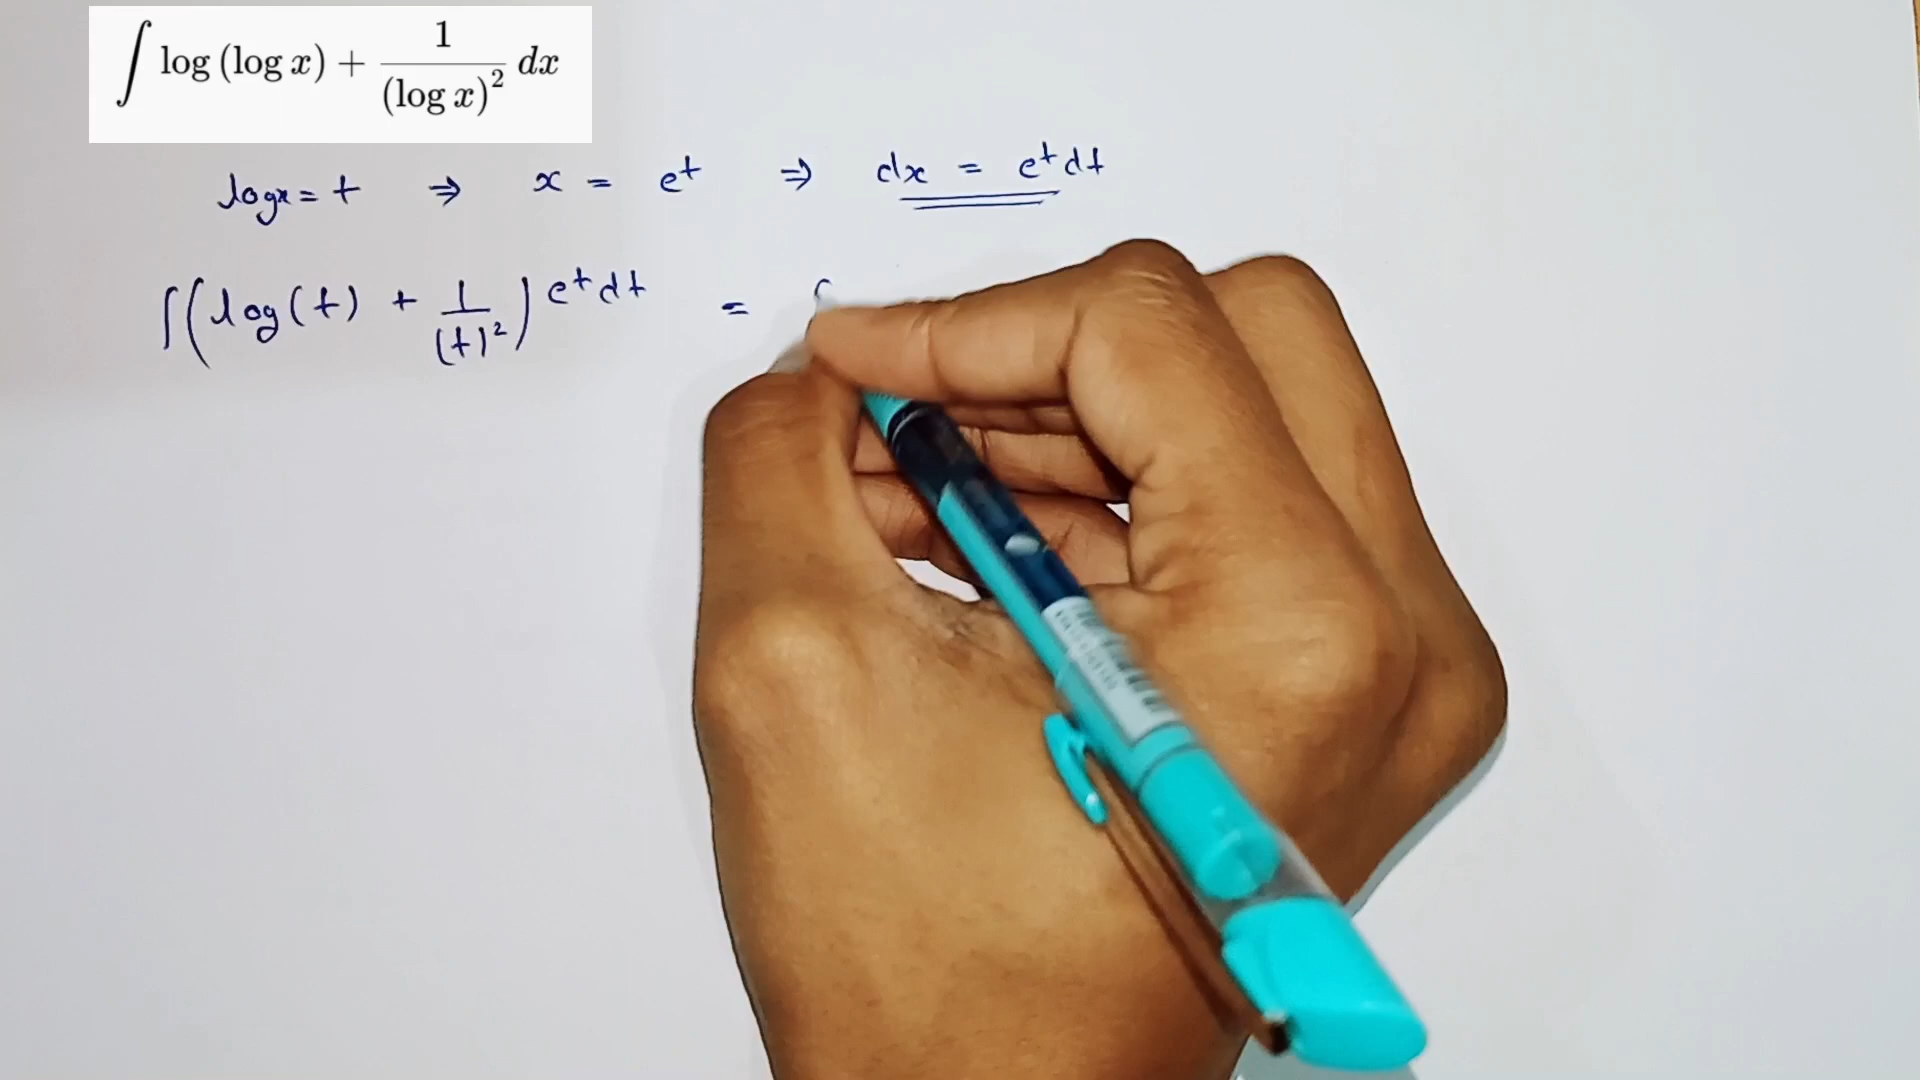 ∫ log (log x) + 1/(log x)² dx
logx = t ⇒ x = e^t ⇒ dx = e^t dt
∫(log(t) + 1/(t)²) e^t dt =